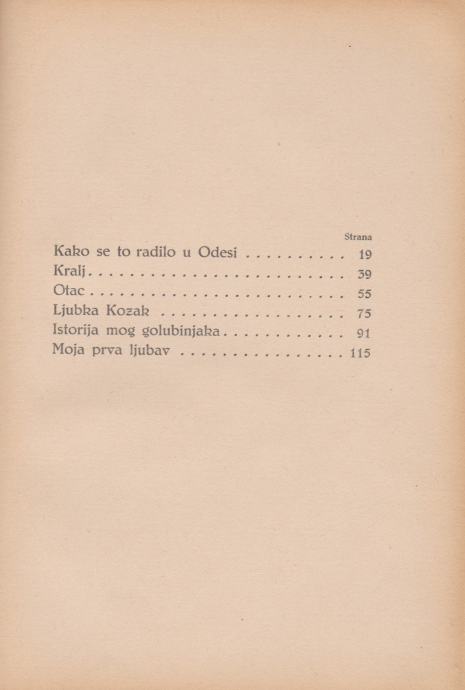 Strana
Kako se to radilo u Odesi . . . . . . . . . . 19
Kralj . . . . . . . . . . . . . . . . . . . . . . . . 39
Otac . . . . . . . . . . . . . . . . . . . . . . . . 55
Ljubka Kozak . . . . . . . . . . . . . . . . . 75
Istorija mog golubinjaka . . . . . . . . . . . . 91
Moja prva ljubav . . . . . . . . . . . . . . . . 115